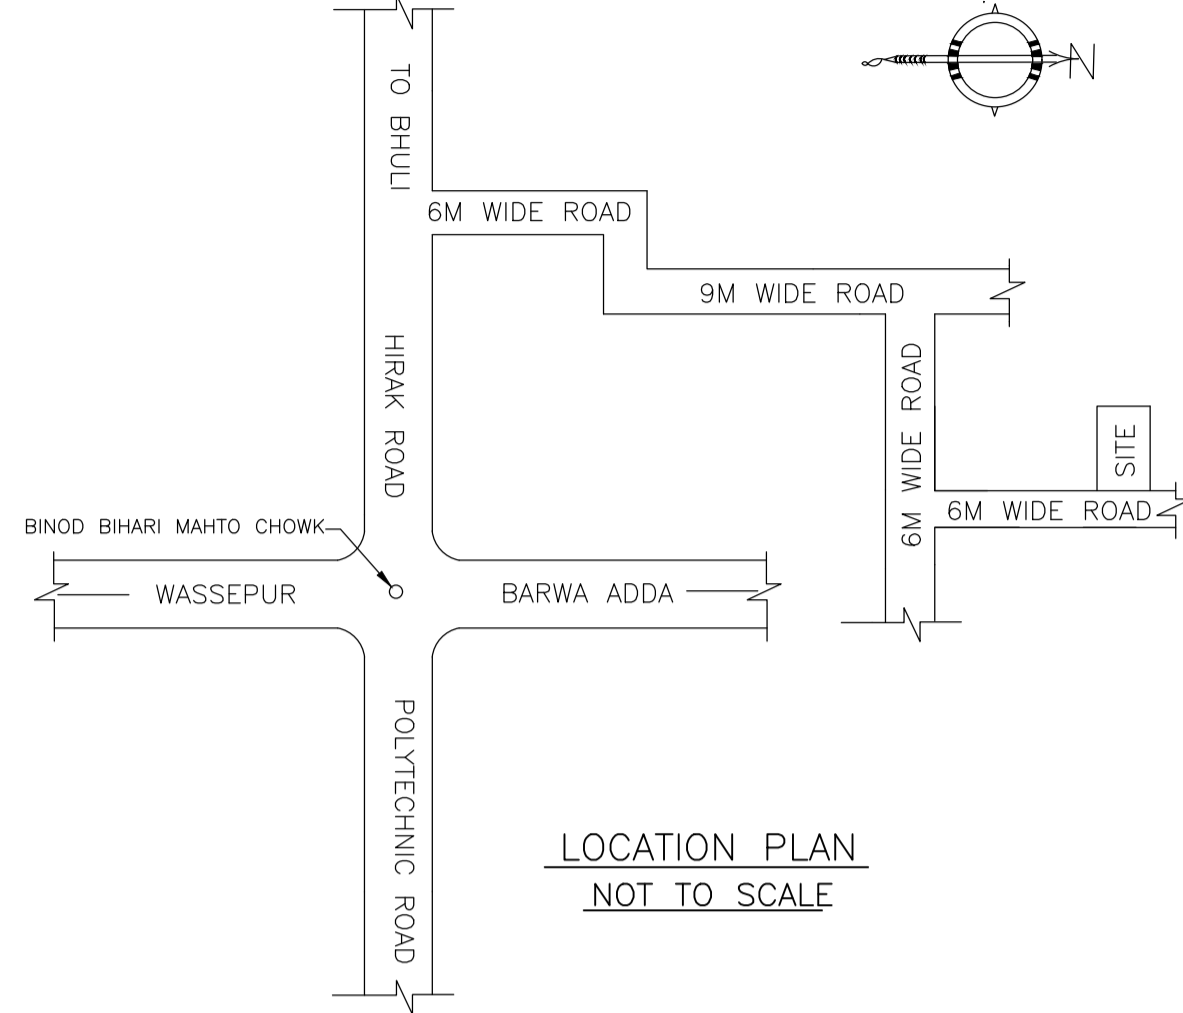 N
TO BHULI
6M WIDE ROAD
9M WIDE ROAD
HIRAK ROAD
6M WIDE ROAD
SITE
6M WIDE ROAD
BINOD BIHARI MAHTO CHOWK
WASSEPUR
BARWA ADDA
POLYTECHNIC ROAD
LOCATION PLAN
NOT TO SCALE